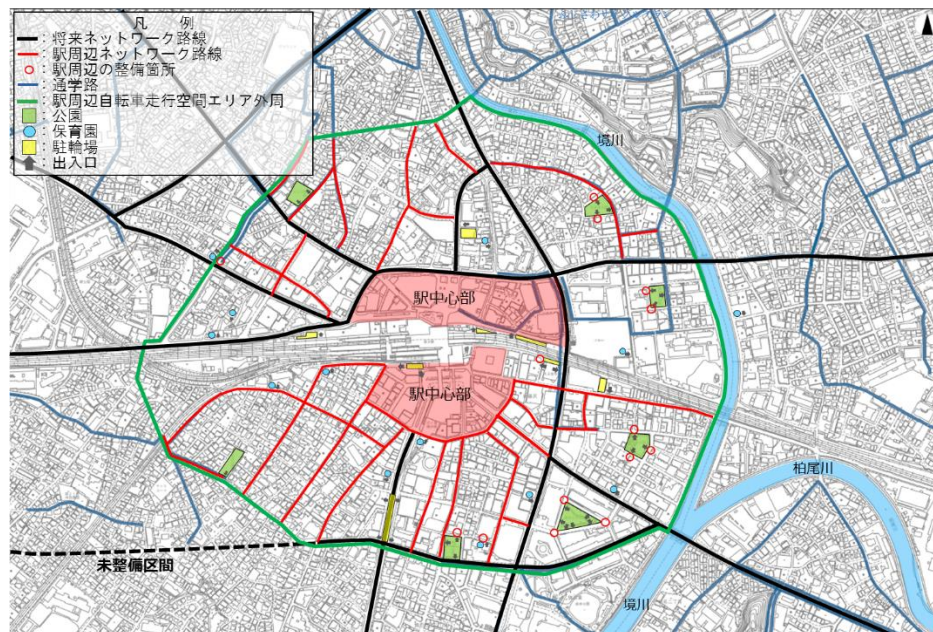 凡　例
：将来ネットワーク路線
：駅周辺ネットワーク路線
：駅周辺の整備箇所
：通学路
：駅周辺自転車走行空間エリア外周
：公園
：保育園
：駐輪場
：出入口
境川
駅中心部
駅中心部
柏尾川
未整備区間
境川